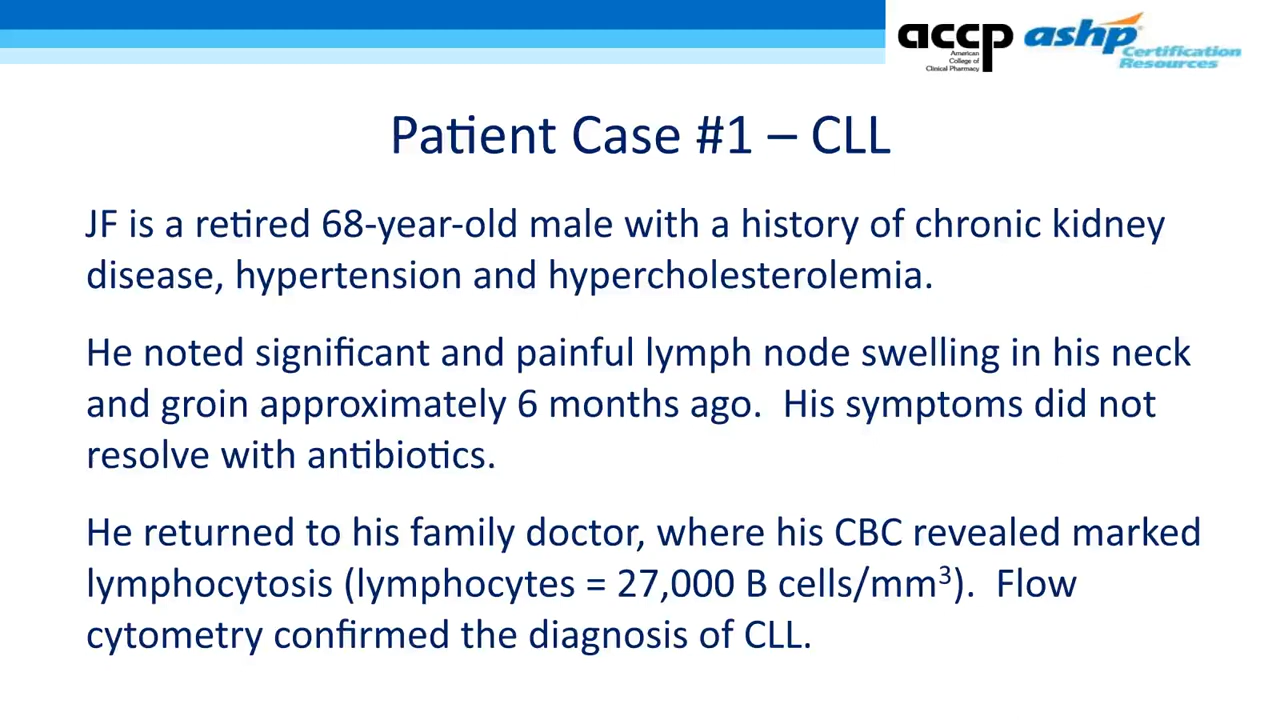 accp
American
College of
Clinical Pharmacy
ashp®
Certification
Resources
Patient Case #1 – CLL
JF is a retired 68-year-old male with a history of chronic kidney
disease, hypertension and hypercholesterolemia.
He noted significant and painful lymph node swelling in his neck
and groin approximately 6 months ago.  His symptoms did not
resolve with antibiotics.
He returned to his family doctor, where his CBC revealed marked
lymphocytosis (lymphocytes = 27,000 B cells/mm³).  Flow
cytometry confirmed the diagnosis of CLL.